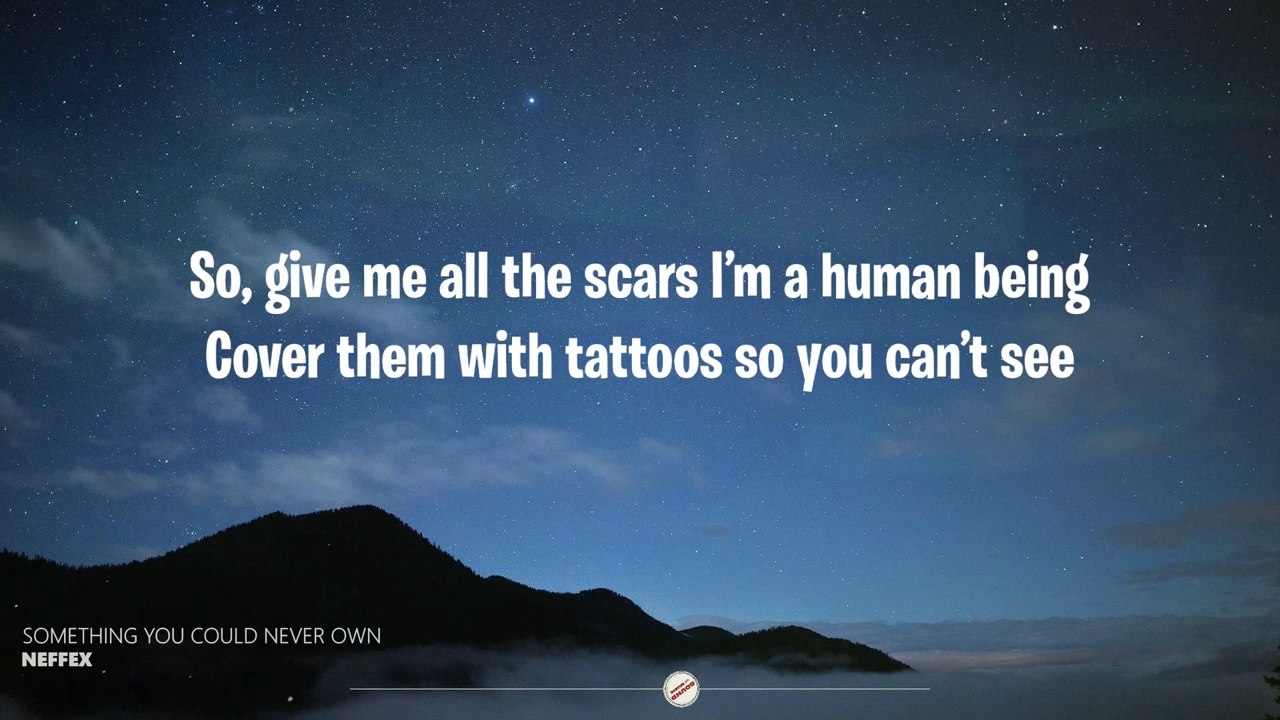 So, give me all the scars I'm a human being
Cover them with tattoos so you can't see
SOMETHING YOU COULD NEVER OWN
NEFFEX